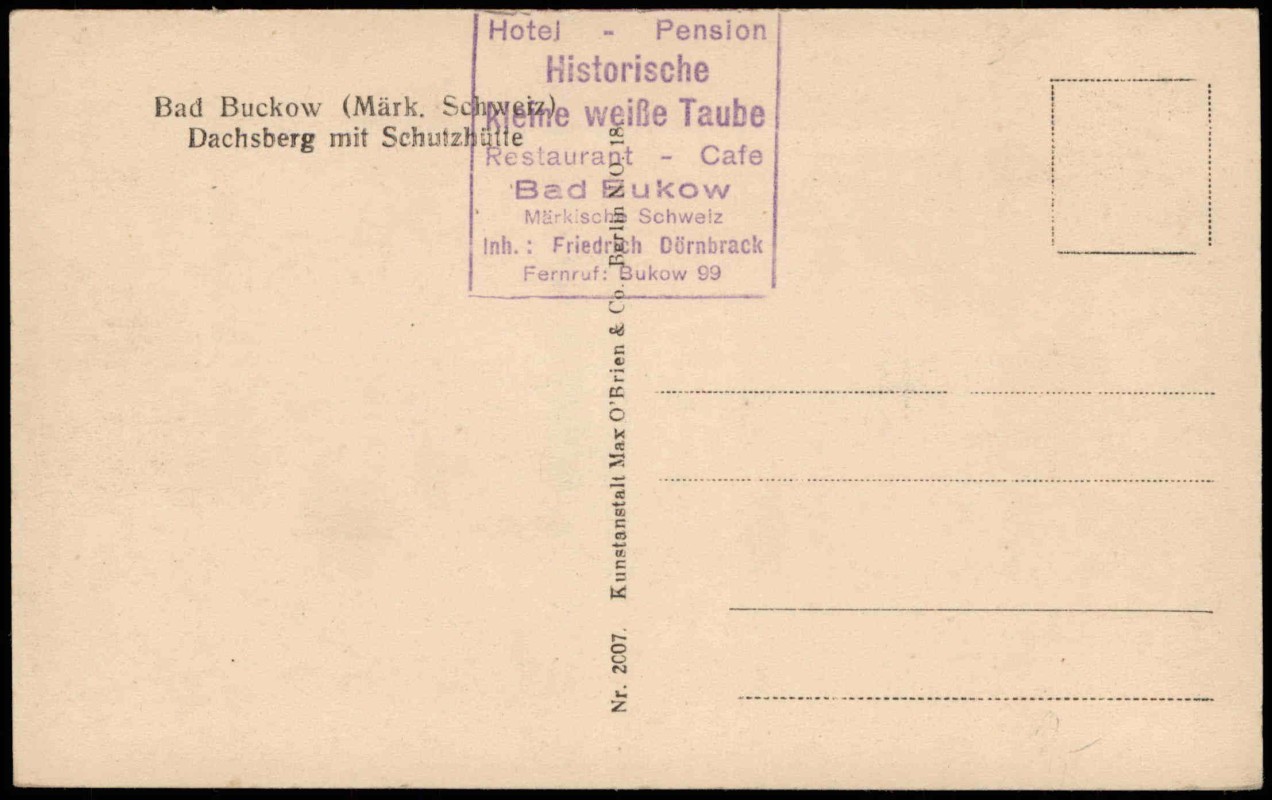 Bad Buckow (Märk. Schweiz)
Dachsberg mit Schutzhütte
Hotel - Pension
Historische
kleine weiße Taube
Restaurant - Cafe
Bad Bukow
Märkische Schweiz
Inh.: Friedrich Dörnbrack
Fernruf: Bukow 99
Nr. 2007. Kunstanstalt Max O'Brien & Co. Berlin N.O. 18.